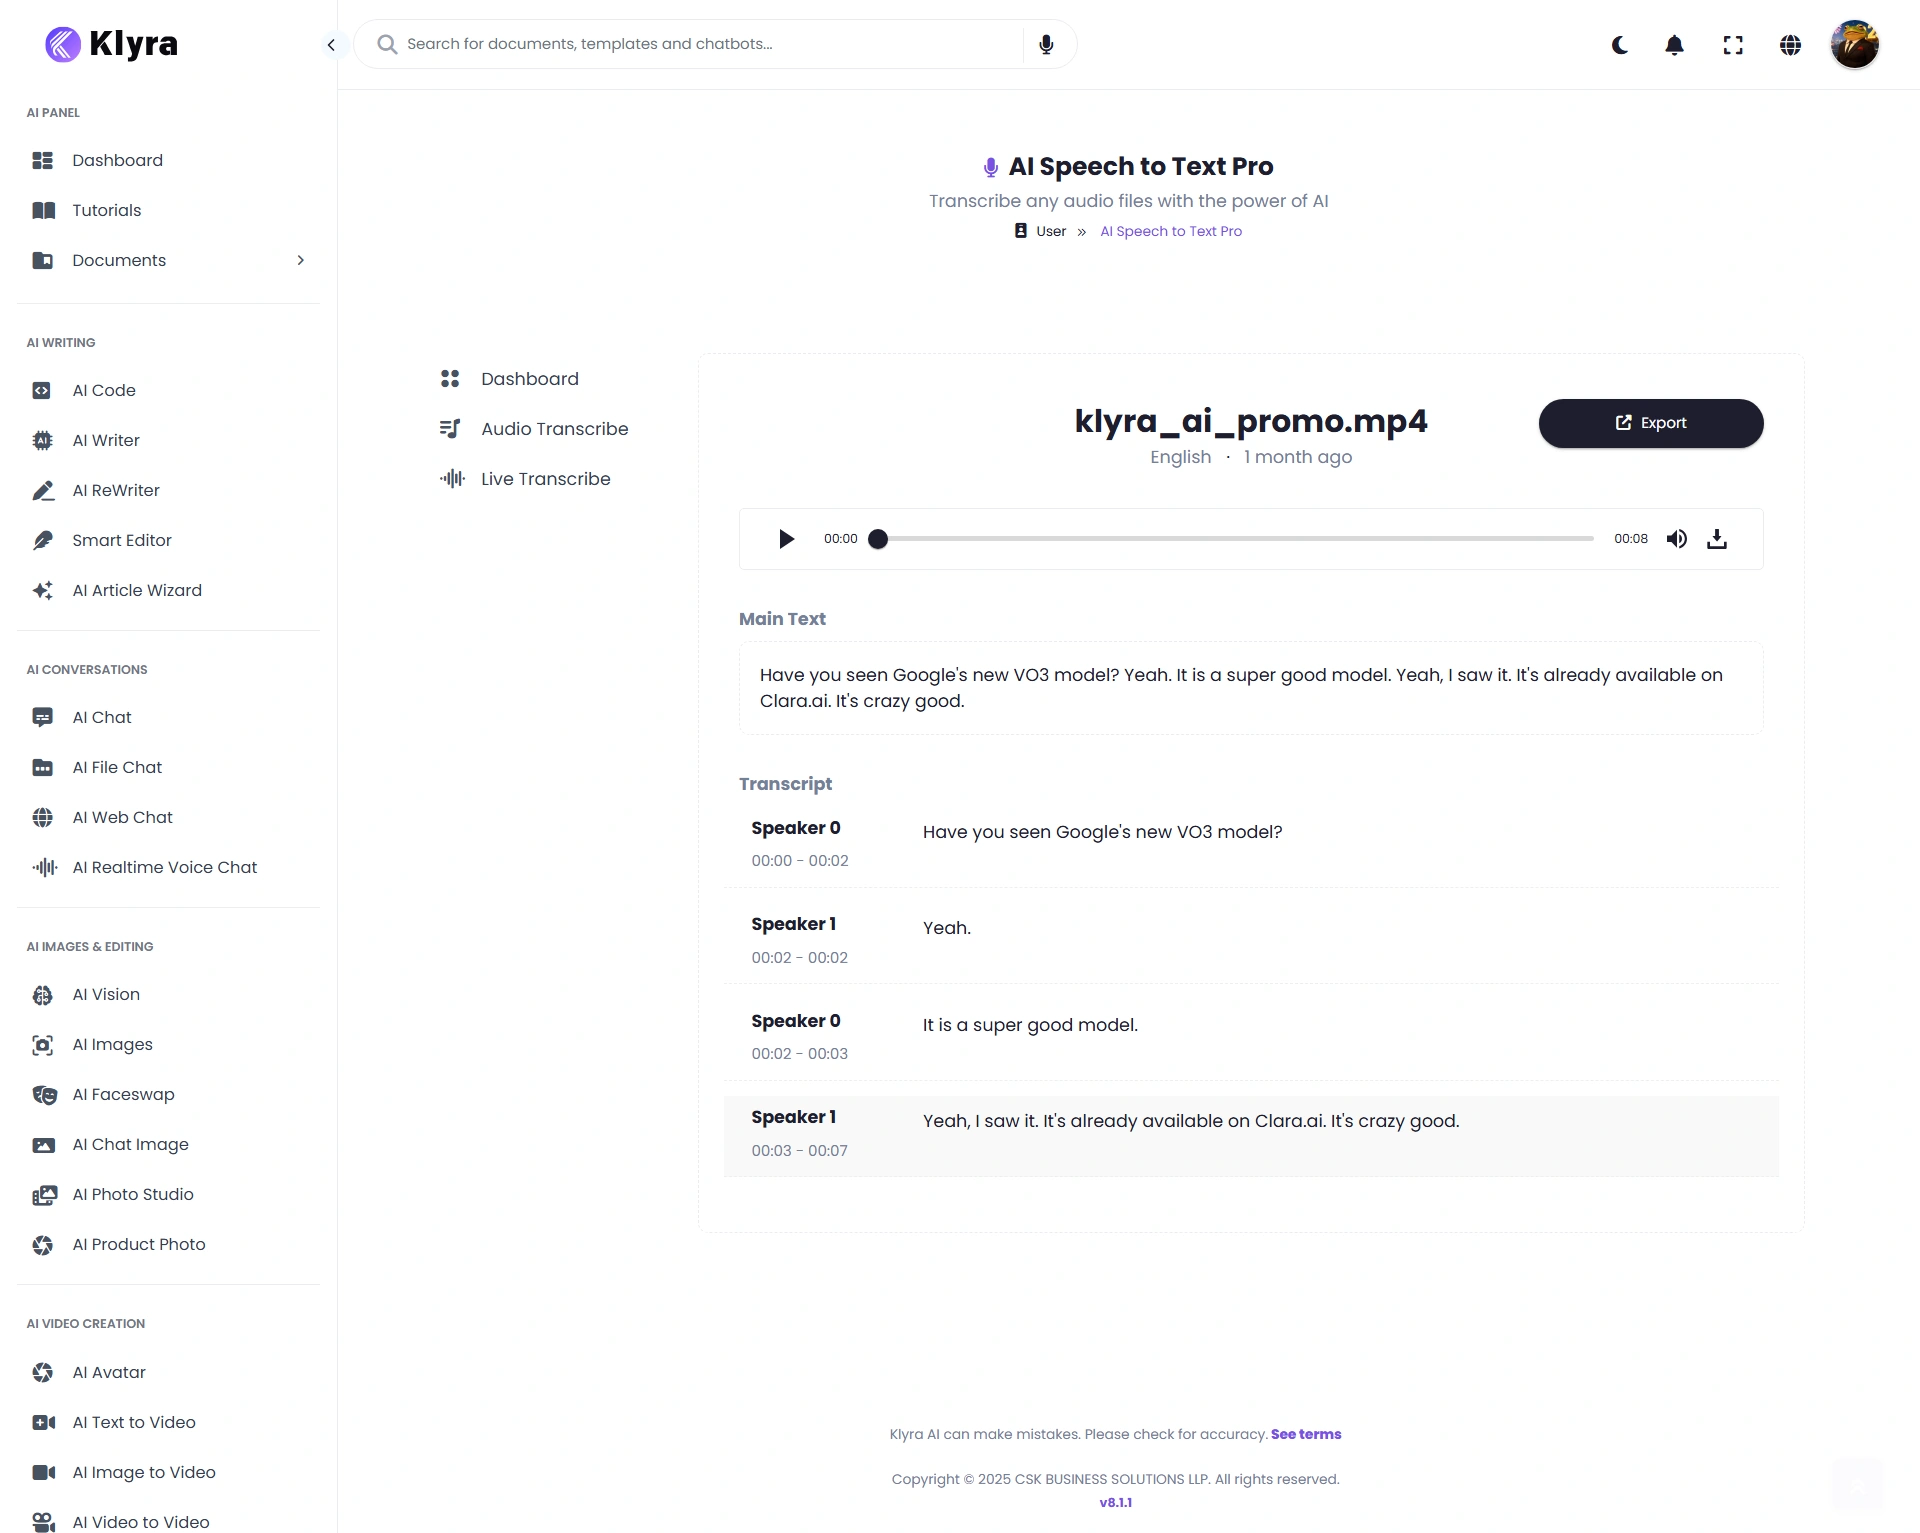 Klyra
Search for documents, templates and chatbots...
AI PANEL
Dashboard
Tutorials
Documents
AI WRITING
AI Code
AI Writer
AI ReWriter
Smart Editor
AI Article Wizard
AI CONVERSATIONS
AI Chat
AI File Chat
AI Web Chat
AI Realtime Voice Chat
AI IMAGES & EDITING
AI Vision
AI Images
AI Faceswap
AI Chat Image
AI Photo Studio
AI Product Photo
AI VIDEO CREATION
AI Avatar
AI Text to Video
AI Image to Video
AI Video to Video
AI Speech to Text Pro
Transcribe any audio files with the power of AI
User » AI Speech to Text Pro
Dashboard
Audio Transcribe
Live Transcribe
klyra_ai_promo.mp4
English · 1 month ago
Export
00:00
00:08
Main Text
Have you seen Google's new VO3 model? Yeah. It is a super good model. Yeah, I saw it. It's already available on
Clara.ai. It's crazy good.
Transcript
Speaker 0
Have you seen Google's new VO3 model?
00:00 - 00:02
Speaker 1
Yeah.
00:02 - 00:02
Speaker 0
It is a super good model.
00:02 - 00:03
Speaker 1
Yeah, I saw it. It's already available on Clara.ai. It's crazy good.
00:03 - 00:07
Klyra AI can make mistakes. Please check for accuracy. See terms
Copyright © 2025 CSK BUSINESS SOLUTIONS LLP. All rights reserved.
v8.1.1